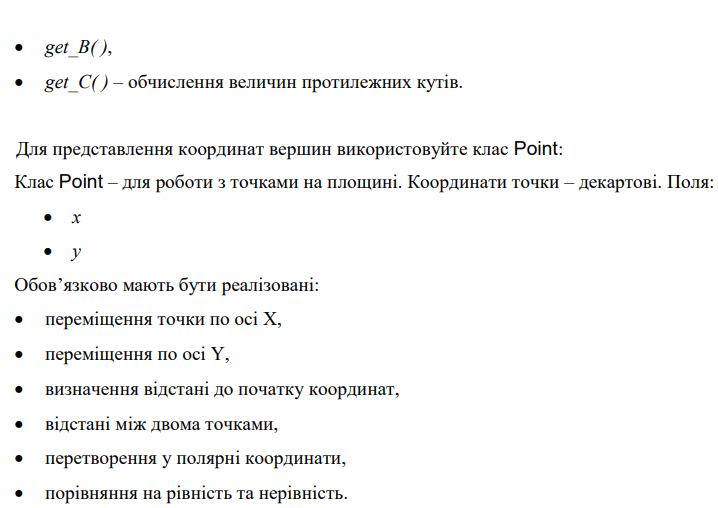 • get_B( ),
• get_C( ) – обчислення величин протилежних кутів.
Для представлення координат вершин використовуйте клас Point:
Клас Point – для роботи з точками на площині. Координати точки – декартові. Поля:
• x
• y
Обов’язково мають бути реалізовані:
• переміщення точки по осі X,
• переміщення по осі Y,
• визначення відстані до початку координат,
• відстані між двома точками,
• перетворення у полярні координати,
• порівняння на рівність та нерівність.